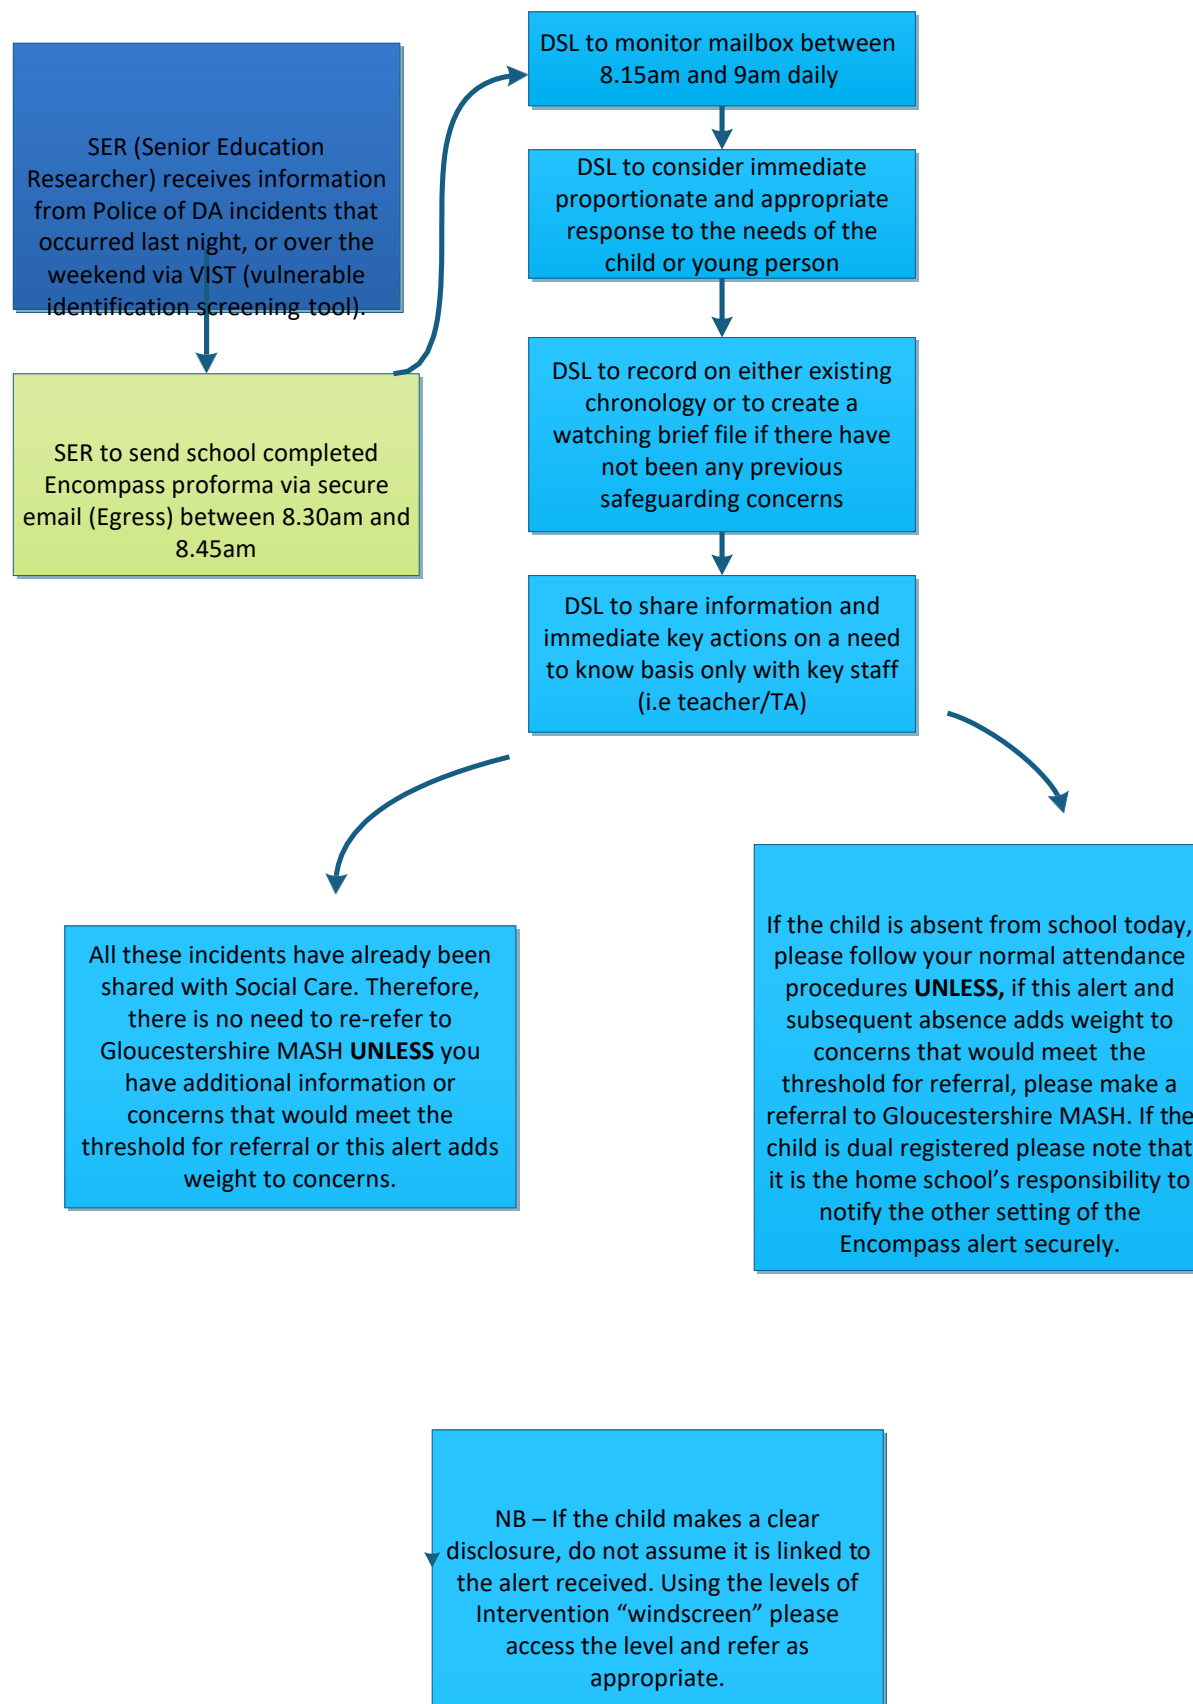 SER (Senior Education
Researcher) receives information
from Police of DA incidents that
occurred last night, or over the
weekend via VIST (vulnerable
identification screening tool).
SER to send school completed
Encompass proforma via secure
email (Egress) between 8.30am and
8.45am
DSL to monitor mailbox between
8.15am and 9am daily
DSL to consider immediate
proportionate and appropriate
response to the needs of the
child or young person
DSL to record on either existing
chronology or to create a
watching brief file if there have
not been any previous
safeguarding concerns
DSL to share information and
immediate key actions on a need
to know basis only with key staff
(i.e teacher/TA)
All these incidents have already been
shared with Social Care. Therefore,
there is no need to re-refer to
Gloucestershire MASH UNLESS you
have additional information or
concerns that would meet the
threshold for referral or this alert adds
weight to concerns.
If the child is absent from school today,
please follow your normal attendance
procedures UNLESS, if this alert and
subsequent absence adds weight to
concerns that would meet the
threshold for referral, please make a
referral to Gloucestershire MASH. If the
child is dual registered please note that
it is the home school’s responsibility to
notify the other setting of the
Encompass alert securely.
NB – If the child makes a clear
disclosure, do not assume it is linked to
the alert received. Using the levels of
Intervention “windscreen” please
access the level and refer as
appropriate.